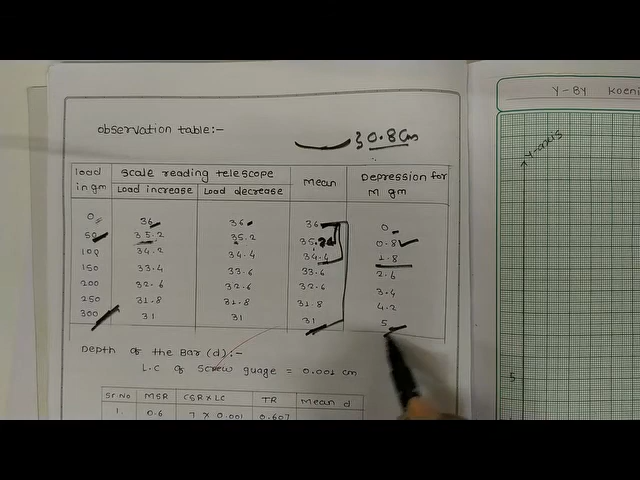 Y-BY Koeni
observation table:-
0.8 cm
→Y-axis
load in gm | scale reading telescope | Mean | Depression for M gm
Load increase | Load decrease
0 | 36 | 36 | 36 | 0
50 | 35.2 | 35.2 | 35.2 | 0.8
100 | 34.2 | 34.4 | 34.4 | 1.8
150 | 33.4 | 33.6 | 33.6 | 2.6
200 | 32.6 | 32.6 | 32.6 | 3.4
250 | 31.8 | 31.8 | 31.8 | 4.2
300 | 31 | 31 | 31 | 5
Depth of the Bar (d):-
L.C of Screw guage = 0.001 cm
5
Sr.No | MSR | CSR×LC | TR | Mean d
1. | 0.6 | 7 × 0.001 | 0.607